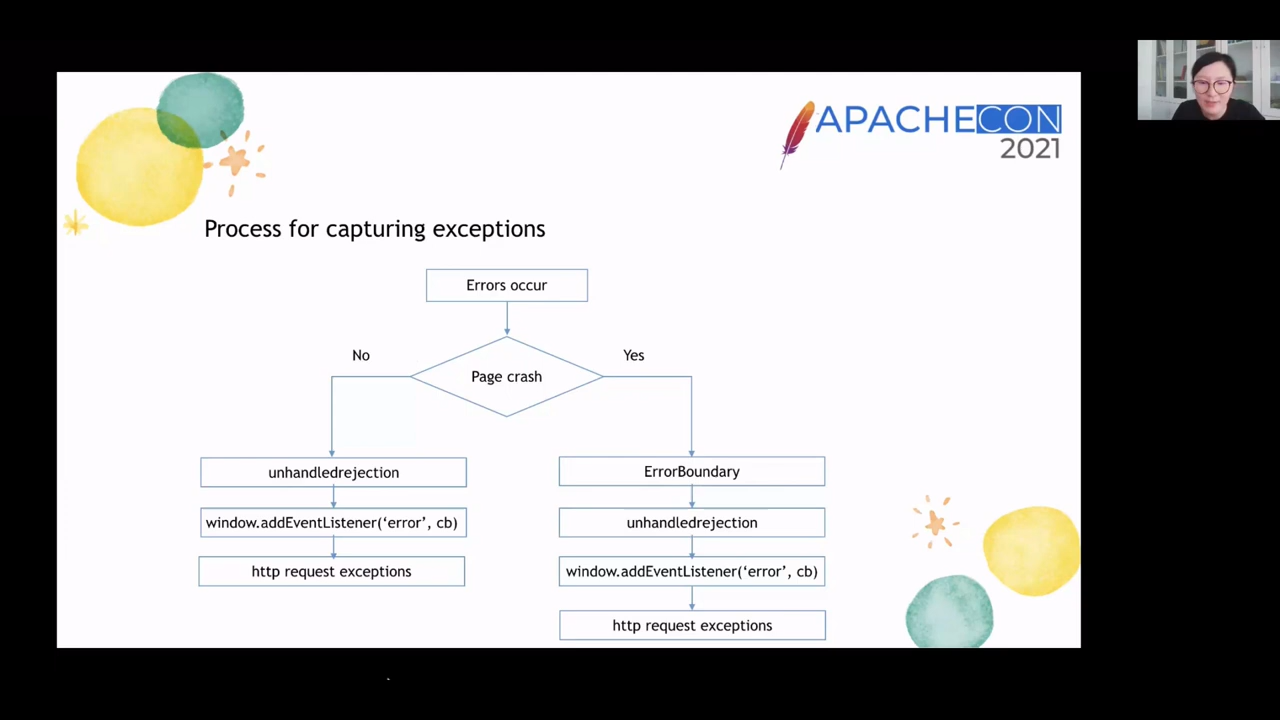 APACHECON
2021
Process for capturing exceptions
Errors occur
No
Yes
Page crash
unhandledrejection
window.addEventListener(‘error’, cb)
http request exceptions
ErrorBoundary
unhandledrejection
window.addEventListener(‘error’, cb)
http request exceptions